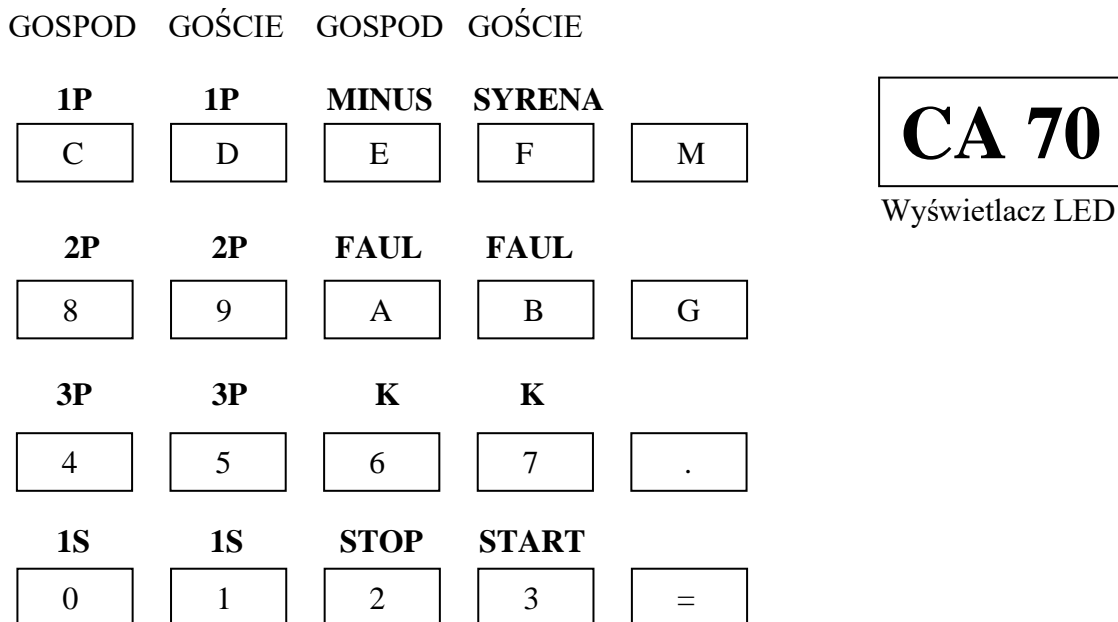 GOSPOD GOŚCIE GOSPOD GOŚCIE
1P 1P MINUS SYRENA
C D E F M
CA 70
Wyświetlacz LED
2P 2P FAUL FAUL
8 9 A B G
3P 3P K K
4 5 6 7 .
1S 1S STOP START
0 1 2 3 =